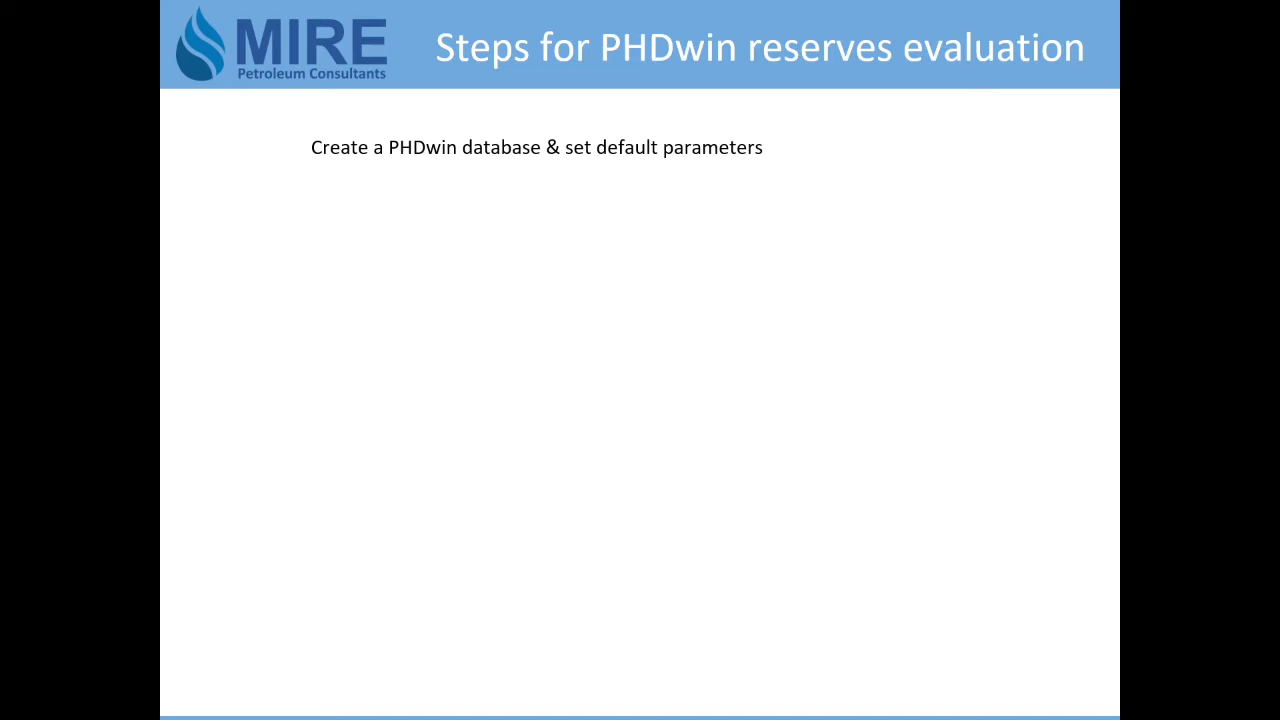 MIRE
Petroleum Consultants
Steps for PHDwin reserves evaluation
Create a PHDwin database & set default parameters